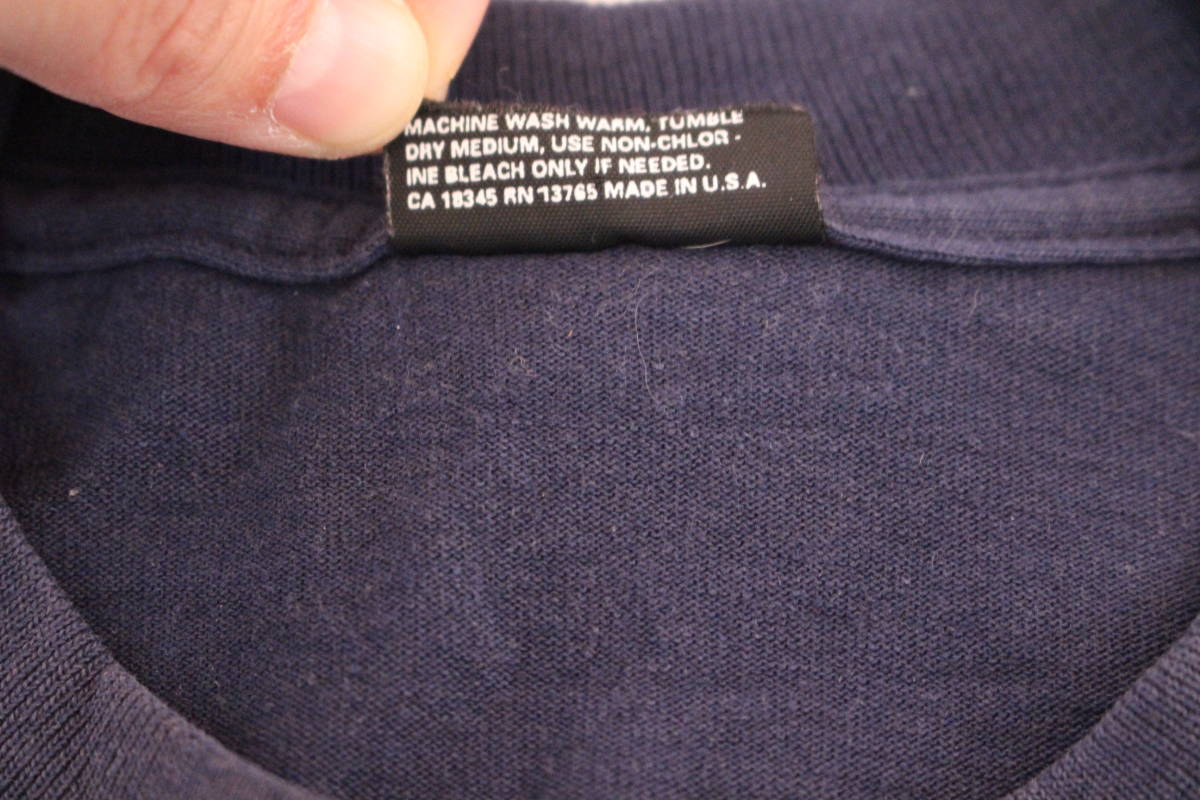 MACHINE WASH WARM, TUMBLE
DRY MEDIUM, USE NON-CHLOR -
INE BLEACH ONLY IF NEEDED.
CA 18345 RN 13765 MADE IN U.S.A.